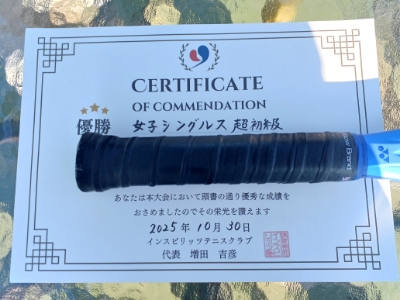 CERTIFICATE
OF COMMENDATION
優勝 女子シングルス 超初級
あなたは本大会において頭書の通り優秀な成績を
おさめましたのでその栄光を讃えます
2025年 10月 30日
インスピリッツテニスクラブ
代表 増田 吉彦